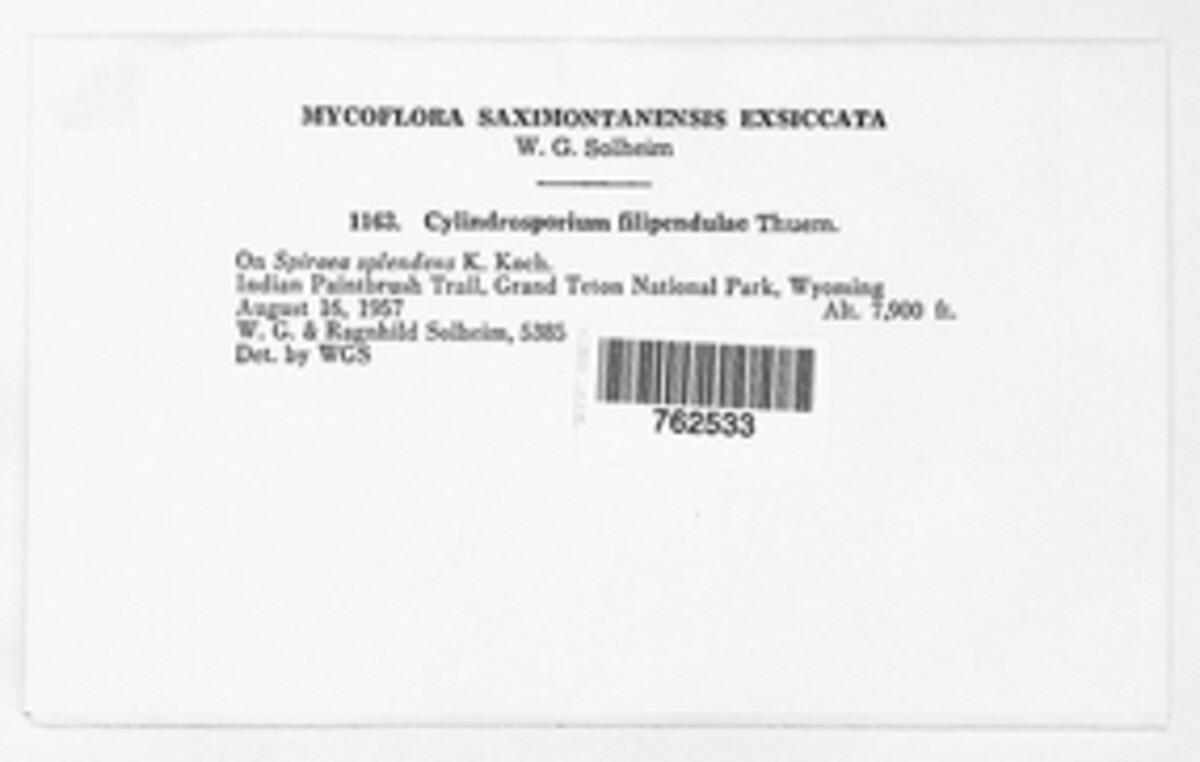 MYCOFLORA SAXIMONTANENSIS EXSICCATA
W. G. Solheim
1163. Cylindrosporium filipendulae Thuem.
On Spiraea splendens K. Koch.
Indian Paintbrush Trail, Grand Teton National Park, Wyoming
August 16, 1957 Alt. 7,900 ft.
W. G. & Ragnhild Solheim, 5385
Det. by WGS
762533